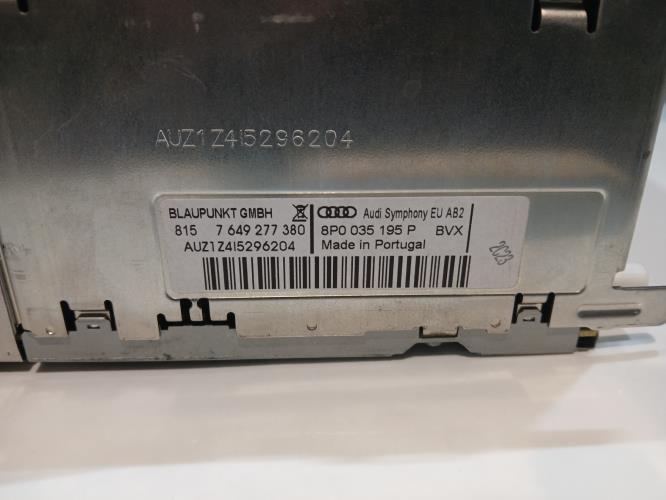 AUZ1Z4I5296204
BLAUPUNKT GMBH
815 7 649 277 380
AUZ1Z4I5296204
Audi Symphony EU AB2
8P0 035 195 P BVX
Made in Portugal
2023